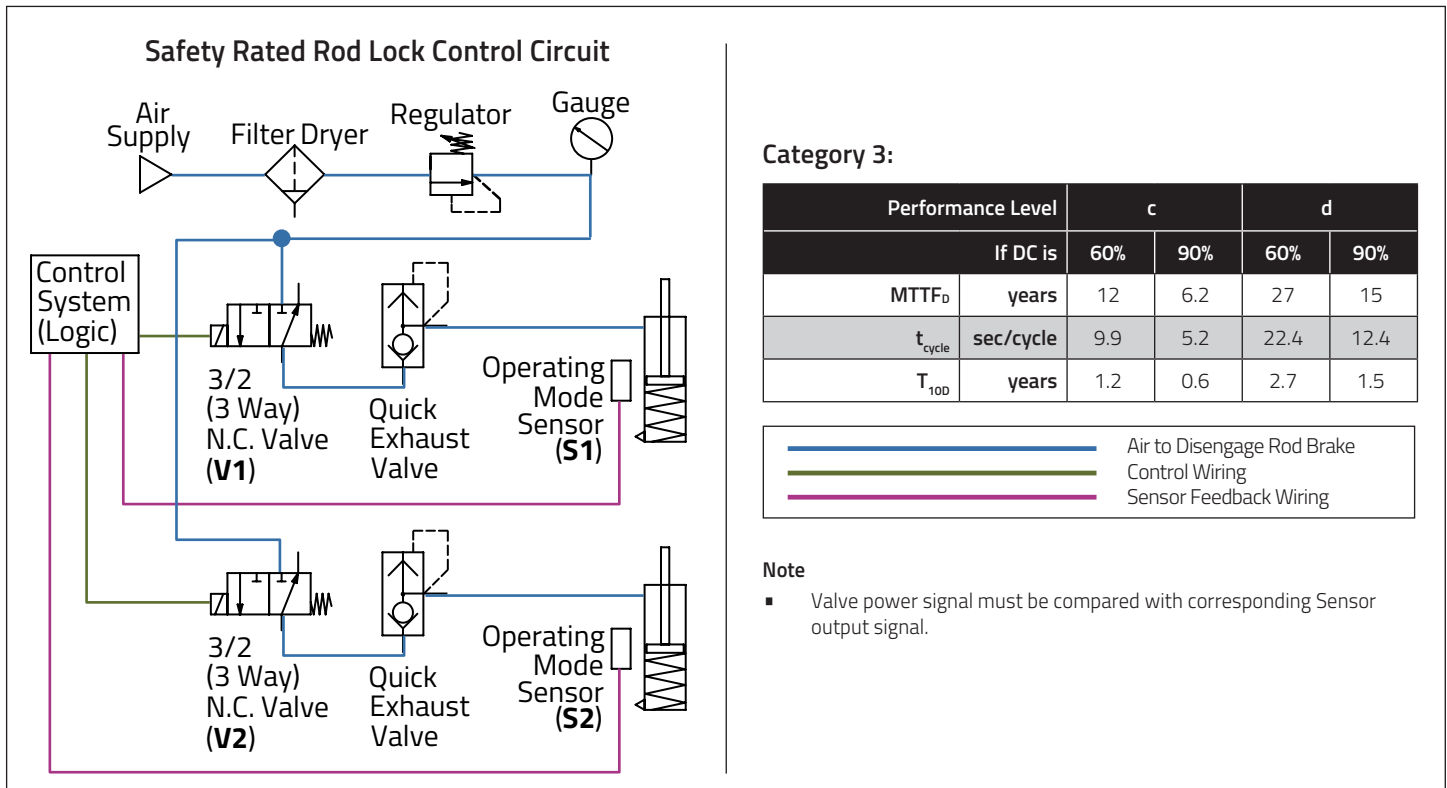 Safety Rated Rod Lock Control Circuit
Air
Supply
Filter Dryer
Regulator
Gauge
Control
System
(Logic)
3/2
(3 Way)
N.C. Valve
(V1)
Quick
Exhaust
Valve
Operating
Mode
Sensor
(S1)
3/2
(3 Way)
N.C. Valve
(V2)
Quick
Exhaust
Valve
Operating
Mode
Sensor
(S2)
Category 3:
Performance Level c d
If DC is 60% 90% 60% 90%
MTTFD years 12 6.2 27 15
tcycle sec/cycle 9.9 5.2 22.4 12.4
T10D years 1.2 0.6 2.7 1.5
Air to Disengage Rod Brake
Control Wiring
Sensor Feedback Wiring
Note
▪ Valve power signal must be compared with corresponding Sensor
output signal.